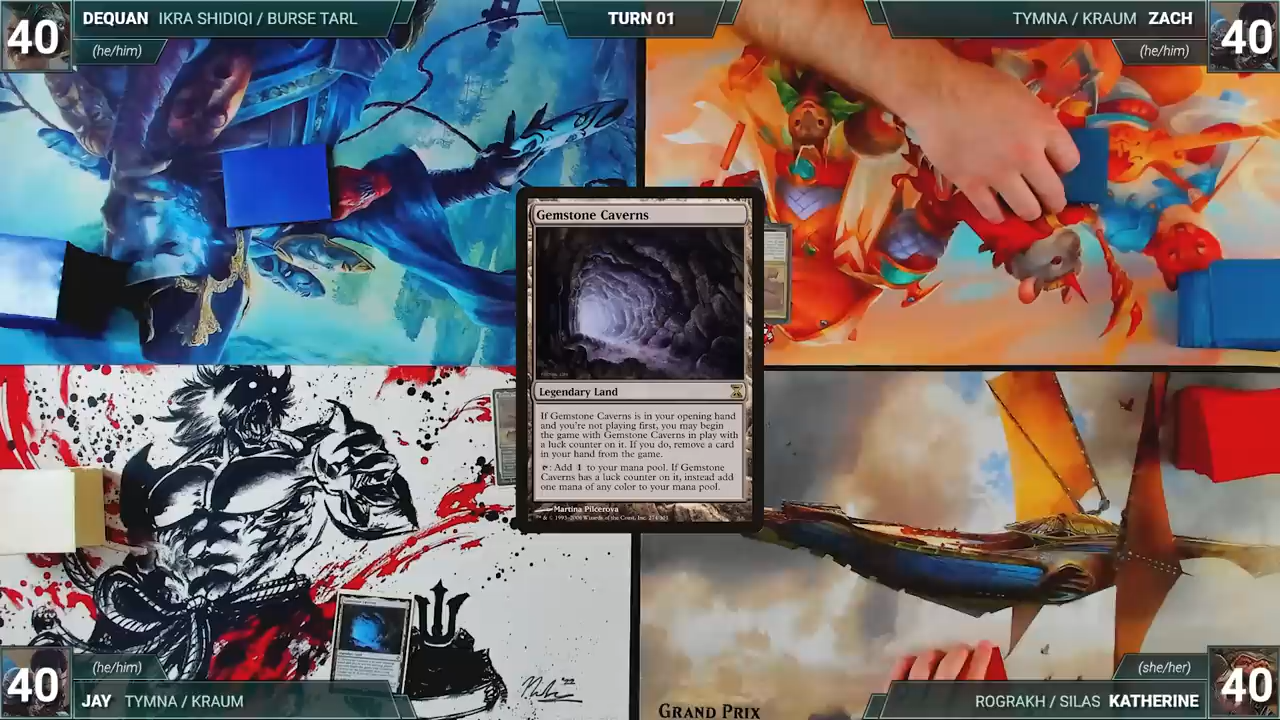 40
DEQUAN IKRA SHIDIQI / BURSE TARL
(he/him)
TURN 01
TYMNA / KRAUM ZACH
40
(he/him)
Gemstone Caverns
Legendary Land
If Gemstone Caverns is in your opening hand
and you're not playing first, you may begin
the game with Gemstone Caverns in play with
a luck counter on it. If you do, remove a card
in your hand from the game.
: Add 1 to your mana pool. If Gemstone
Caverns has a luck counter on it, instead add
one mana of any color to your mana pool.
Martina Pilcerova
(he/him)
40
JAY TYMNA / KRAUM
(she/her)
ROGRAKH / SILAS KATHERINE
40
GRAND PRIX